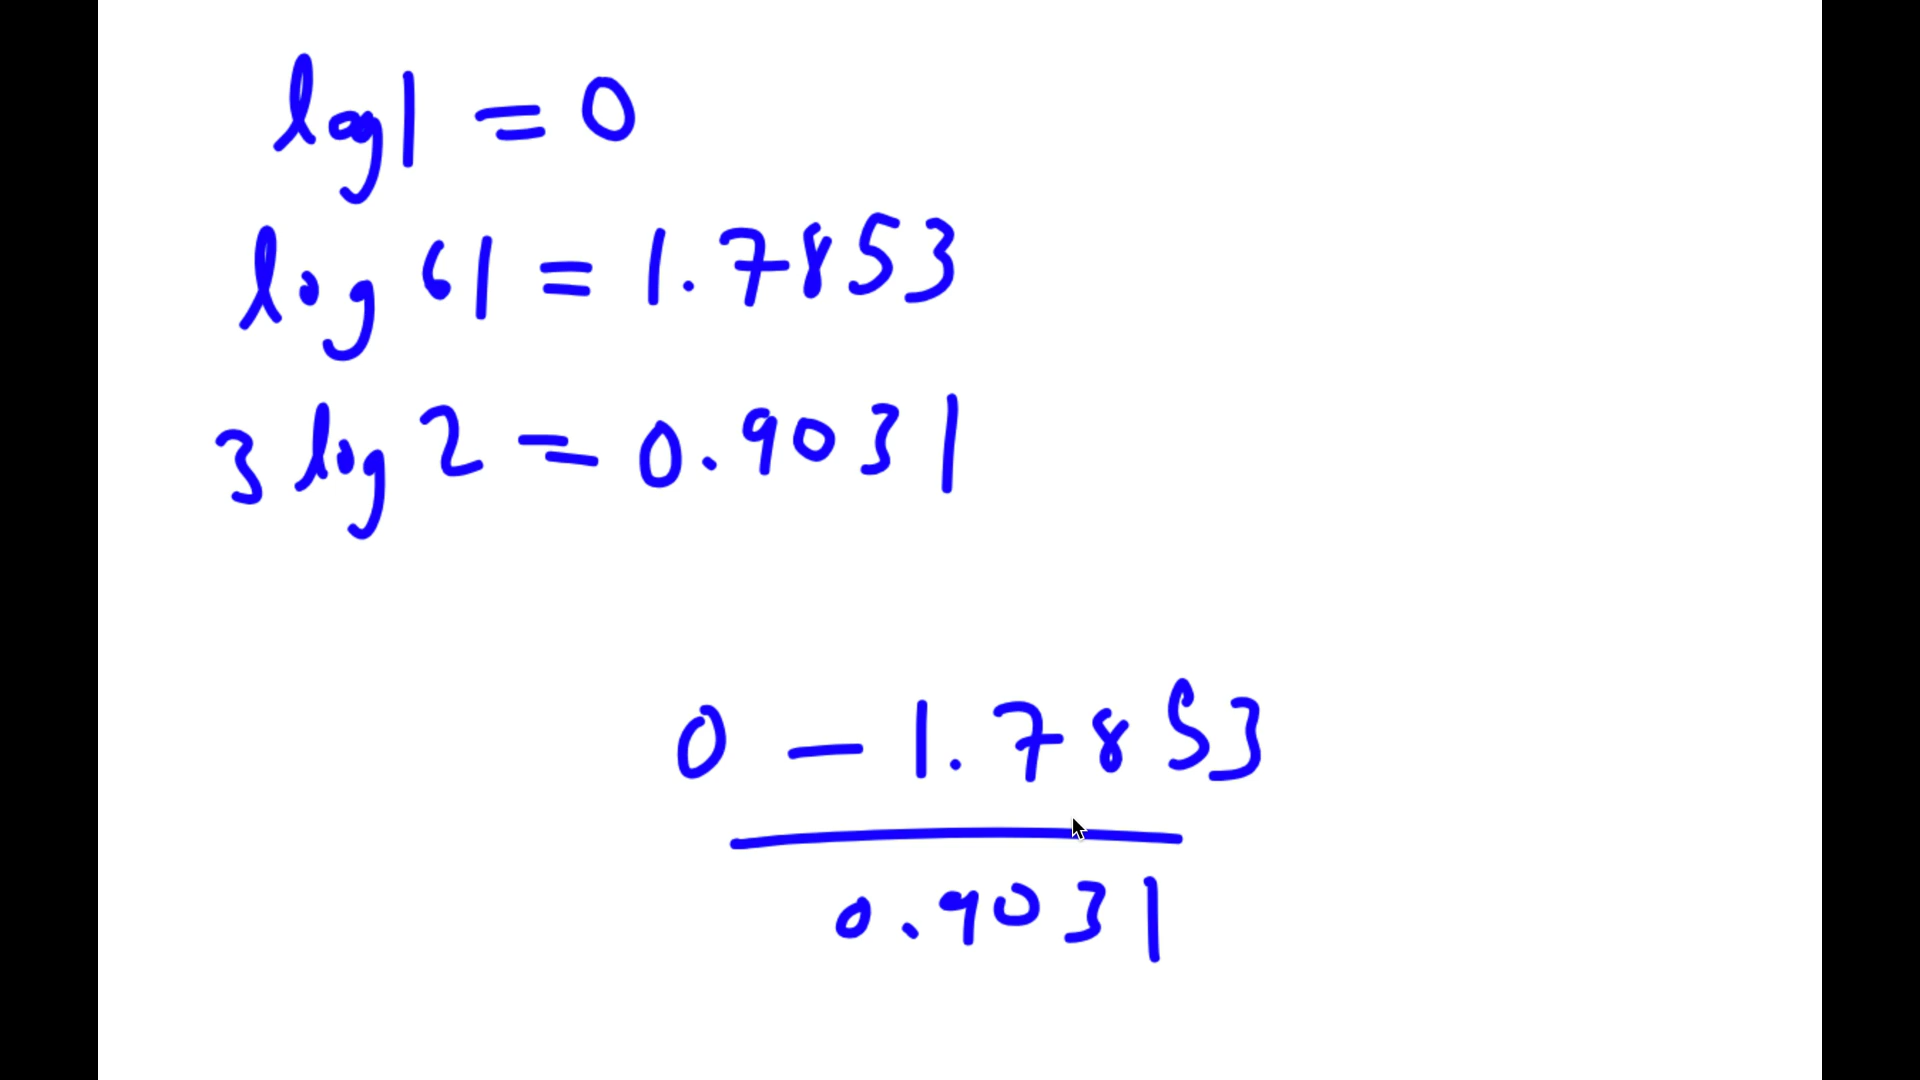 log1 = 0
log 61 = 1.7853
3 log 2 = 0.9031
0 - 1.7853
0.9031